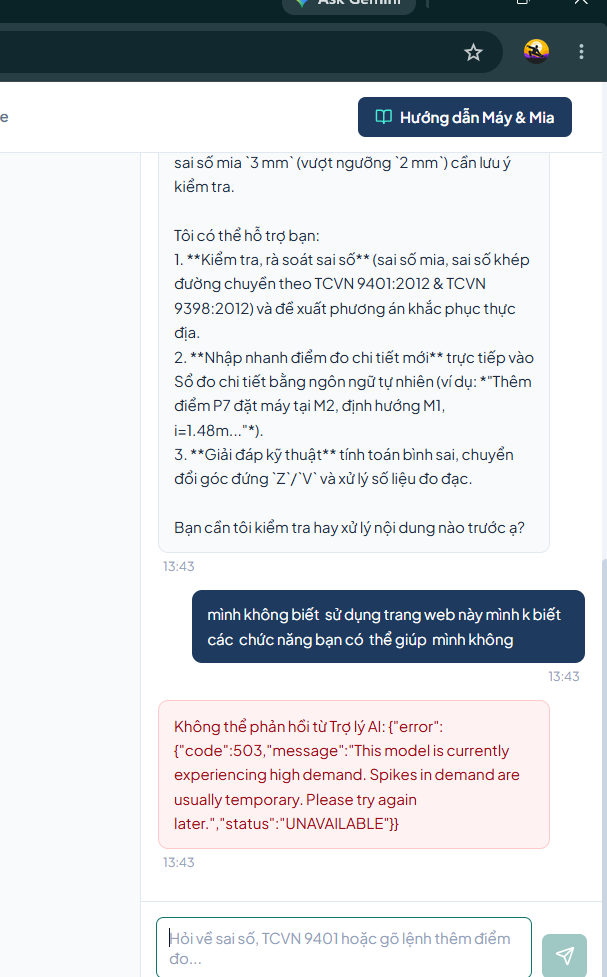 Ask Gemini
e
Hướng dẫn Máy & Mia
sai số mia `3 mm` (vượt ngưỡng `2 mm`) cần lưu ý
kiểm tra.
Tôi có thể hỗ trợ bạn:
1. **Kiểm tra, rà soát sai số** (sai số mia, sai số khép
đường chuyền theo TCVN 9401:2012 & TCVN
9398:2012) và đề xuất phương án khắc phục thực
địa.
2. **Nhập nhanh điểm đo chi tiết mới** trực tiếp vào
Sổ đo chi tiết bằng ngôn ngữ tự nhiên (ví dụ: *"Thêm
điểm P7 đặt máy tại M2, định hướng M1,
i=1.48m..."*).
3. **Giải đáp kỹ thuật** tính toán bình sai, chuyển
đổi góc đứng `Z`/`V` và xử lý số liệu đo đạc.
Bạn cần tôi kiểm tra hay xử lý nội dung nào trước ạ?
13:43
mình không biết sử dụng trang web này mình k biết
các chức năng bạn có thể giúp mình không
13:43
Không thể phản hồi từ Trợ lý AI: {"error":
{"code":503,"message":"This model is currently
experiencing high demand. Spikes in demand are
usually temporary. Please try again
later.","status":"UNAVAILABLE"}}
13:43
Hỏi về sai số, TCVN 9401 hoặc gõ lệnh thêm điểm
đo...